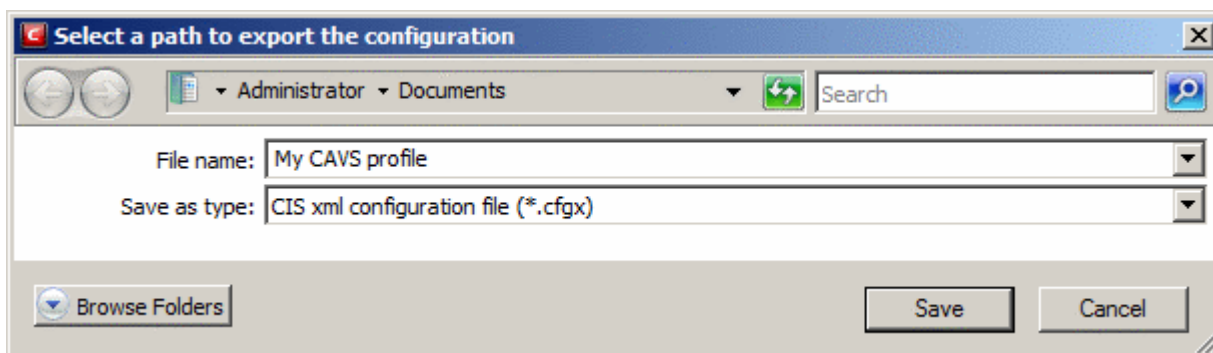 C Select a path to export the configuration
Administrator Documents Search
File name: My CAVS profile
Save as type: CIS xml configuration file (*.cfgx)
Browse Folders Save Cancel